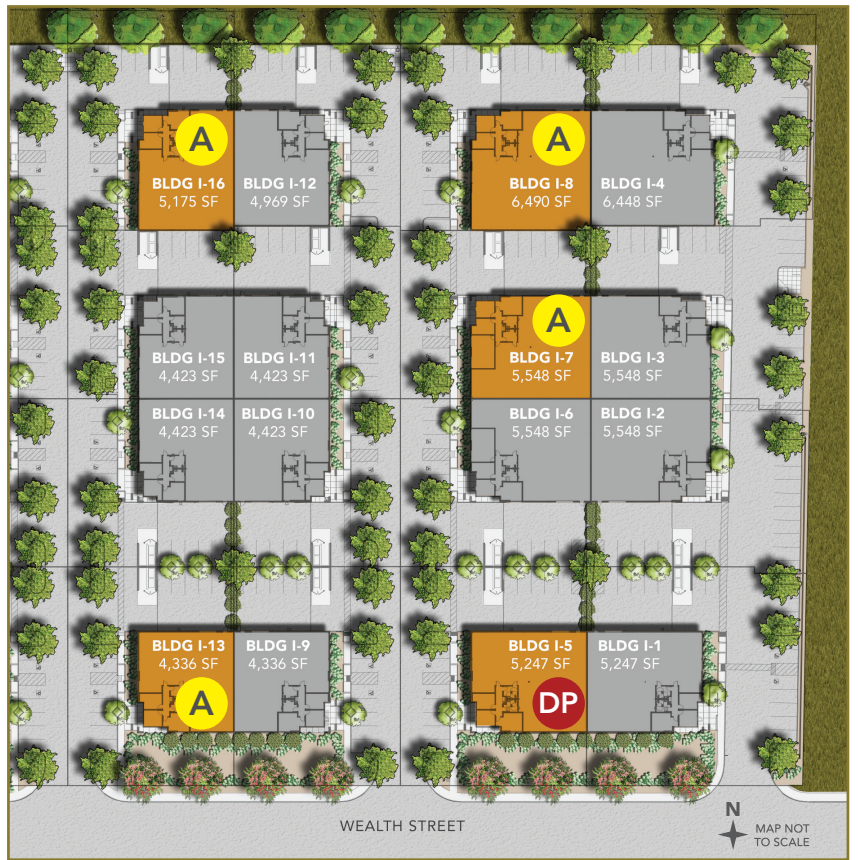 A
BLDG I-16
5,175 SF
BLDG I-12
4,969 SF
A
BLDG I-8
6,490 SF
BLDG I-4
6,448 SF
BLDG I-15
4,423 SF
BLDG I-11
4,423 SF
A
BLDG I-7
5,548 SF
BLDG I-3
5,548 SF
BLDG I-14
4,423 SF
BLDG I-10
4,423 SF
BLDG I-6
5,548 SF
BLDG I-2
5,548 SF
BLDG I-13
4,336 SF
A
BLDG I-9
4,336 SF
BLDG I-5
5,247 SF
DP
BLDG I-1
5,247 SF
WEALTH STREET
N
MAP NOT
TO SCALE